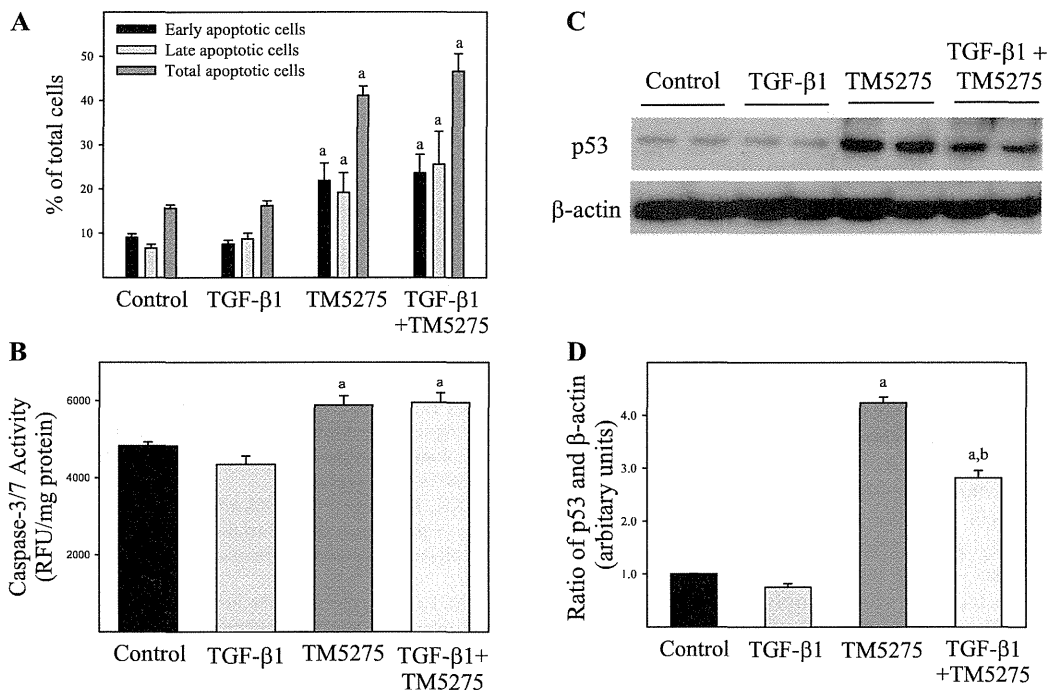 A
Early apoptotic cells
Late apoptotic cells
Total apoptotic cells
% of total cells
50
40
30
20
10
a
a
a
a
a
a
Control
TGF-β1
TM5275
TGF-β1
+TM5275
B
Caspase-3/7 Activity
(RFU/mg protein)
6000
4000
2000
a
a
Control
TGF-β1
TM5275
TGF-β1+
TM5275
C
Control
TGF-β1
TM5275
TGF-β1 +
TM5275
p53
β-actin
D
Ratio of p53 and β-actin
(arbitary units)
4.0
3.0
2.0
1.0
a
a,b
Control
TGF-β1
TM5275
TGF-β1
+TM5275